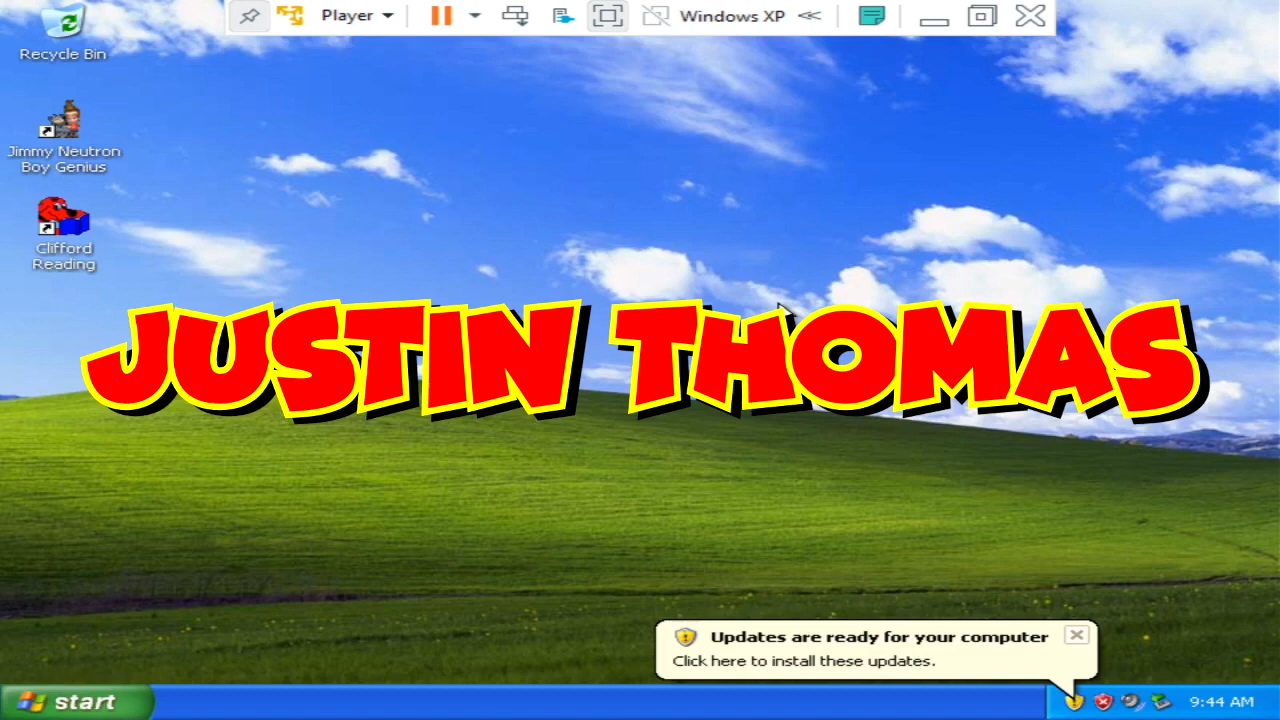 Player
Windows XP
Recycle Bin
Jimmy Neutron
Boy Genius
Clifford
Reading
JUSTIN THOMAS
Updates are ready for your computer
Click here to install these updates.
start
9:44 AM